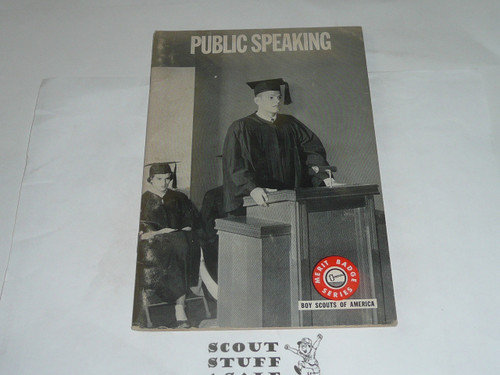 PUBLIC SPEAKING
MERIT BADGE
SERIES
BOY SCOUTS OF AMERICA
SCOUT
STUFF